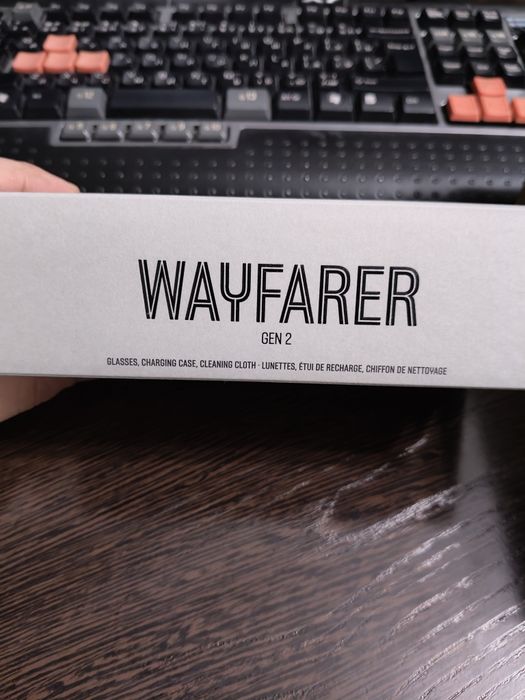 WAYFARER
GEN 2
GLASSES, CHARGING CASE, CLEANING CLOTH · LUNETTES, ÉTUI DE RECHARGE, CHIFFON DE NETTOYAGE